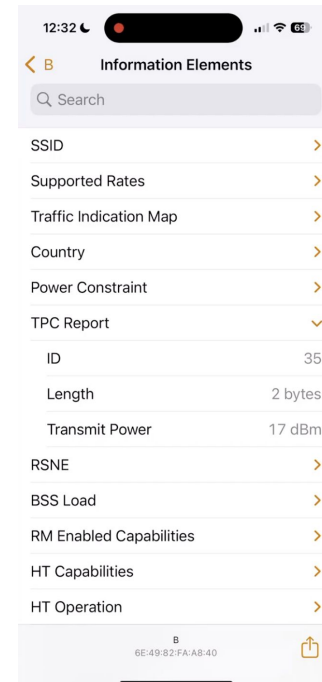 12:32
69
B Information Elements
Search
SSID
Supported Rates
Traffic Indication Map
Country
Power Constraint
TPC Report
ID 35
Length 2 bytes
Transmit Power 17 dBm
RSNE
BSS Load
RM Enabled Capabilities
HT Capabilities
HT Operation
B
6E:49:82:FA:A8:40